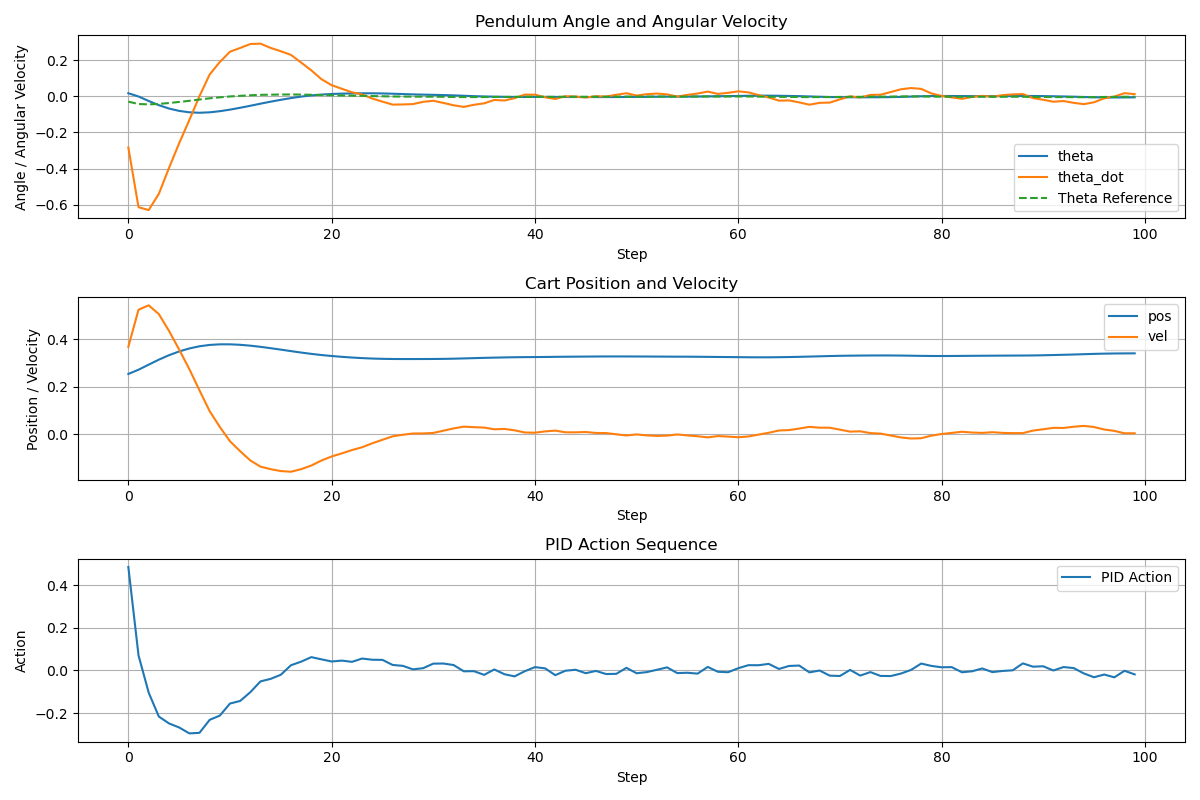 Pendulum Angle and Angular Velocity
Angle / Angular Velocity
0.2
0.0
−0.2
−0.4
−0.6
theta
theta_dot
Theta Reference
0
20
40
60
80
100
Step
Cart Position and Velocity
Position / Velocity
0.4
0.2
0.0
pos
vel
0
20
40
60
80
100
Step
PID Action Sequence
Action
0.4
0.2
0.0
−0.2
PID Action
0
20
40
60
80
100
Step